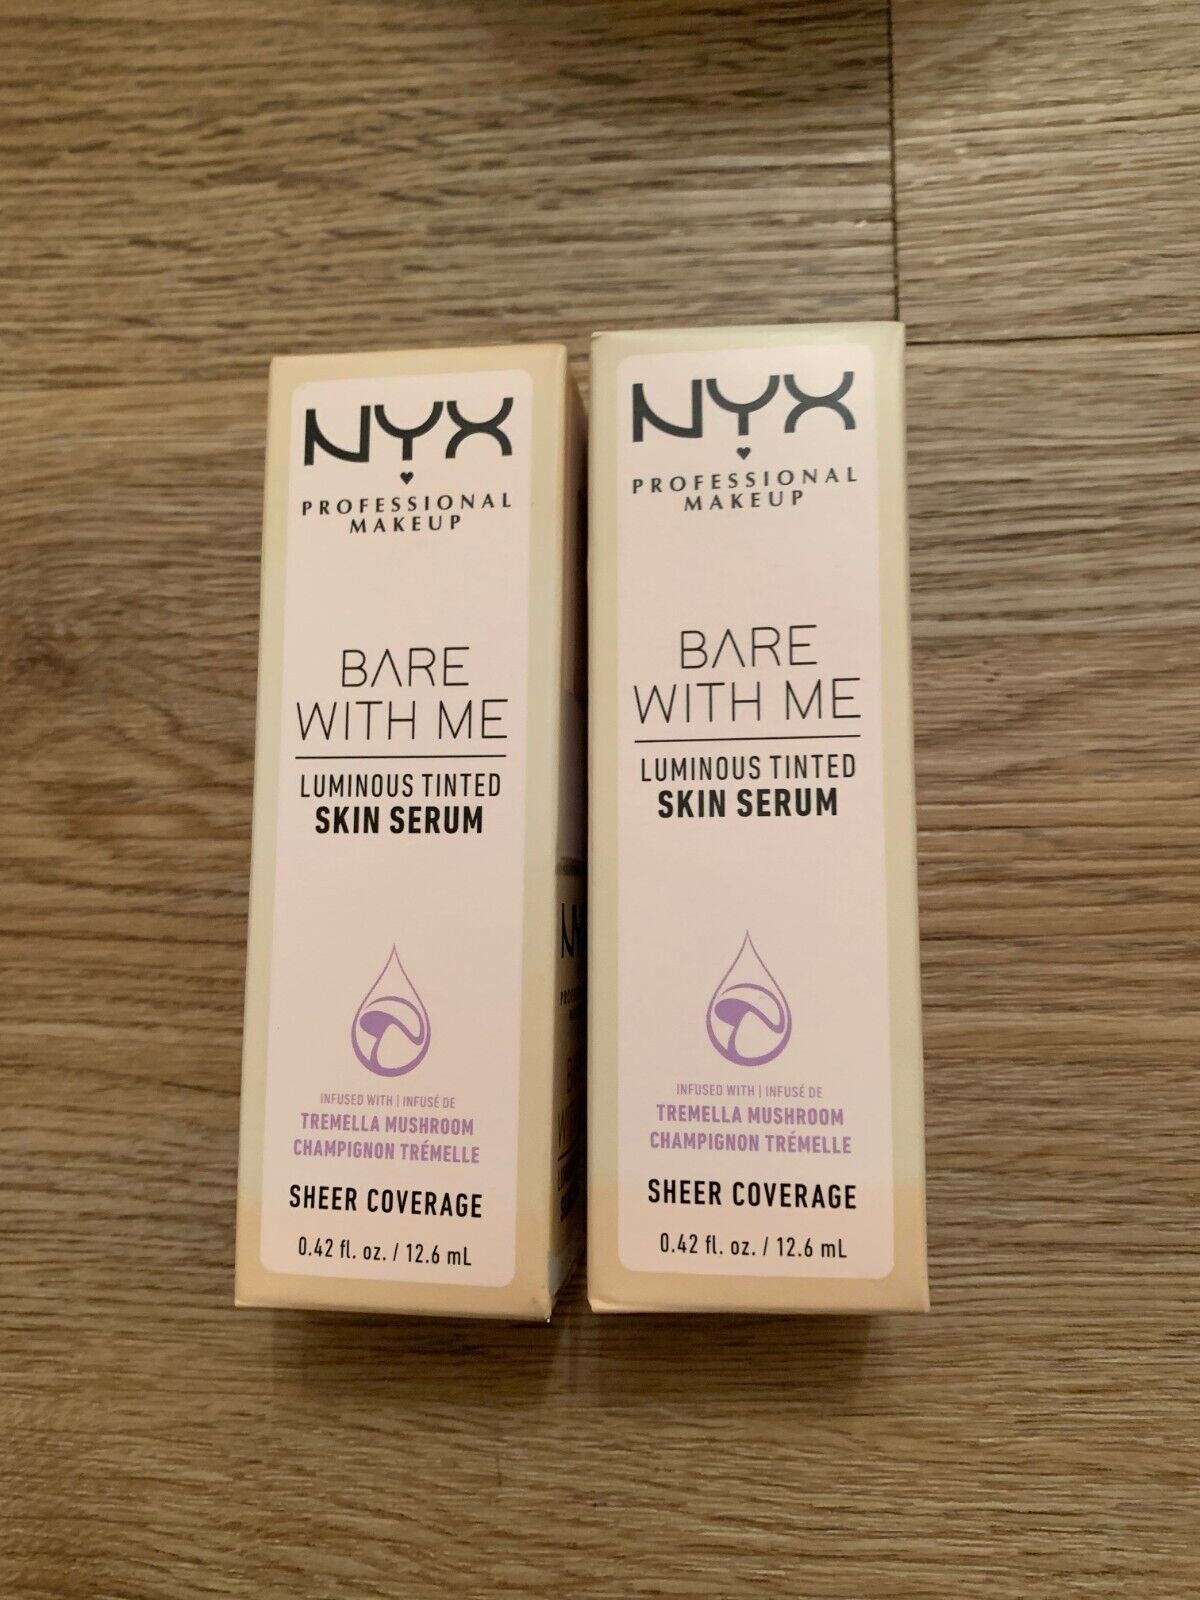 NYX
PROFESSIONAL
MAKEUP
BARE
WITH ME
LUMINOUS TINTED
SKIN SERUM
INFUSED WITH | INFUSÉ DE
TREMELLA MUSHROOM
CHAMPIGNON TRÉMELLE
SHEER COVERAGE
0.42 fl. oz. / 12.6 mL
NYX
PROFESSIONAL
MAKEUP
BARE
WITH ME
LUMINOUS TINTED
SKIN SERUM
INFUSED WITH | INFUSÉ DE
TREMELLA MUSHROOM
CHAMPIGNON TRÉMELLE
SHEER COVERAGE
0.42 fl. oz. / 12.6 mL